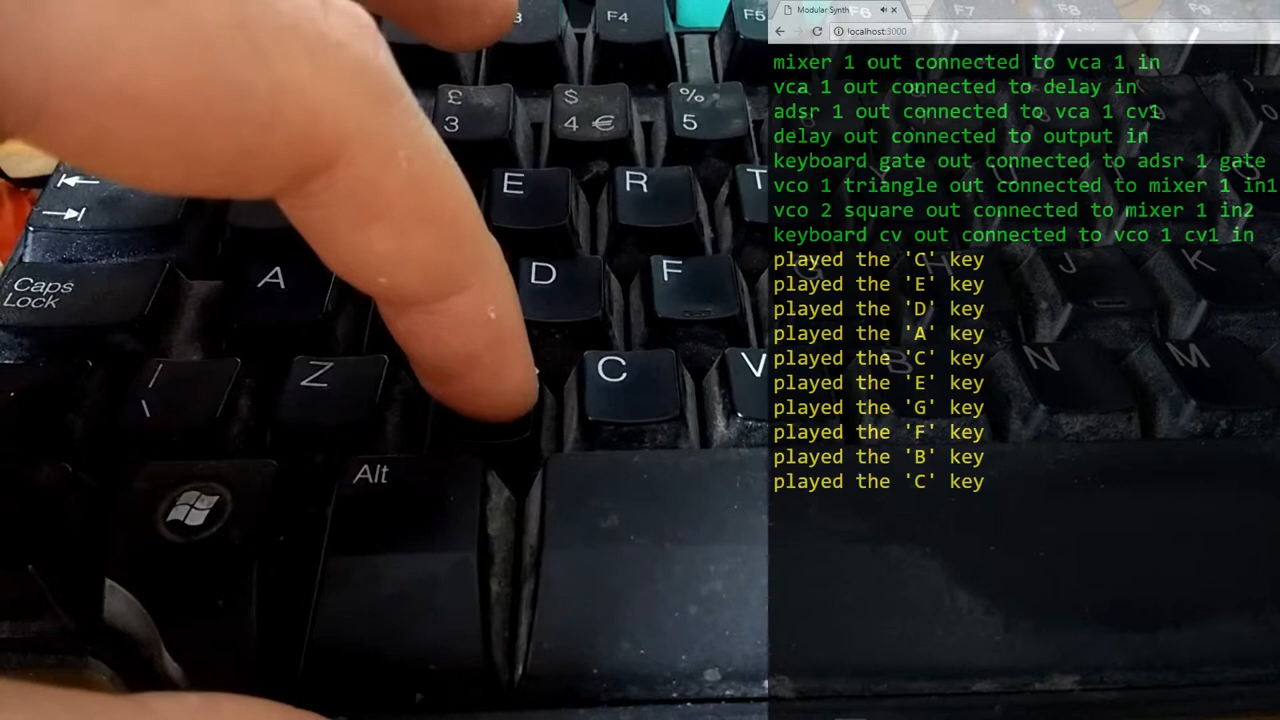 3
F4
F5
£
3
$
4 €
%
5
E
R
T
A
D
F
Caps
Lock
|
\
Z
C
V
Alt
Modular Synth
localhost:3000
F6
F7
F8
F9
mixer 1 out connected to vca 1 in
vca 1 out connected to delay in
adsr 1 out connected to vca 1 cv1
delay out connected to output in
keyboard gate out connected to adsr 1 gate
vco 1 triangle out connected to mixer 1 in1
vco 2 square out connected to mixer 1 in2
keyboard cv out connected to vco 1 cv1 in
played the 'C' key
played the 'E' key
played the 'D' key
played the 'A' key
played the 'C' key
played the 'E' key
played the 'G' key
played the 'F' key
played the 'B' key
played the 'C' key
G
H
J
K
B
N
M